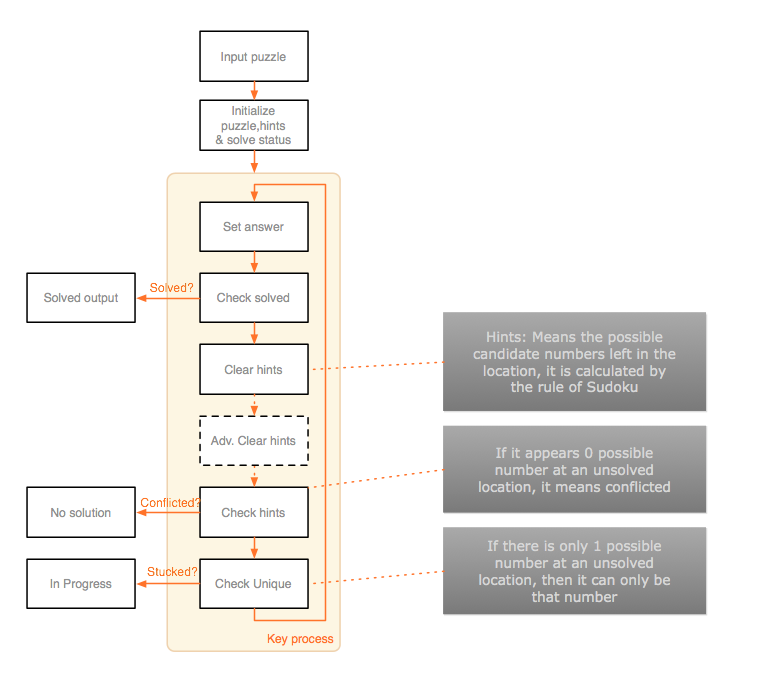 Input puzzle
Initialize
puzzle,hints
& solve status
Set answer
Solved?
Solved output
Check solved
Hints: Means the possible
candidate numbers left in the
location, it is calculated by
the rule of Sudoku
Clear hints
Adv. Clear hints
If it appears 0 possible
number at an unsolved
location, it means conflicted
Conflicted?
No solution
Check hints
If there is only 1 possible
number at an unsolved
location, then it can only be
that number
Stucked?
In Progress
Check Unique
Key process